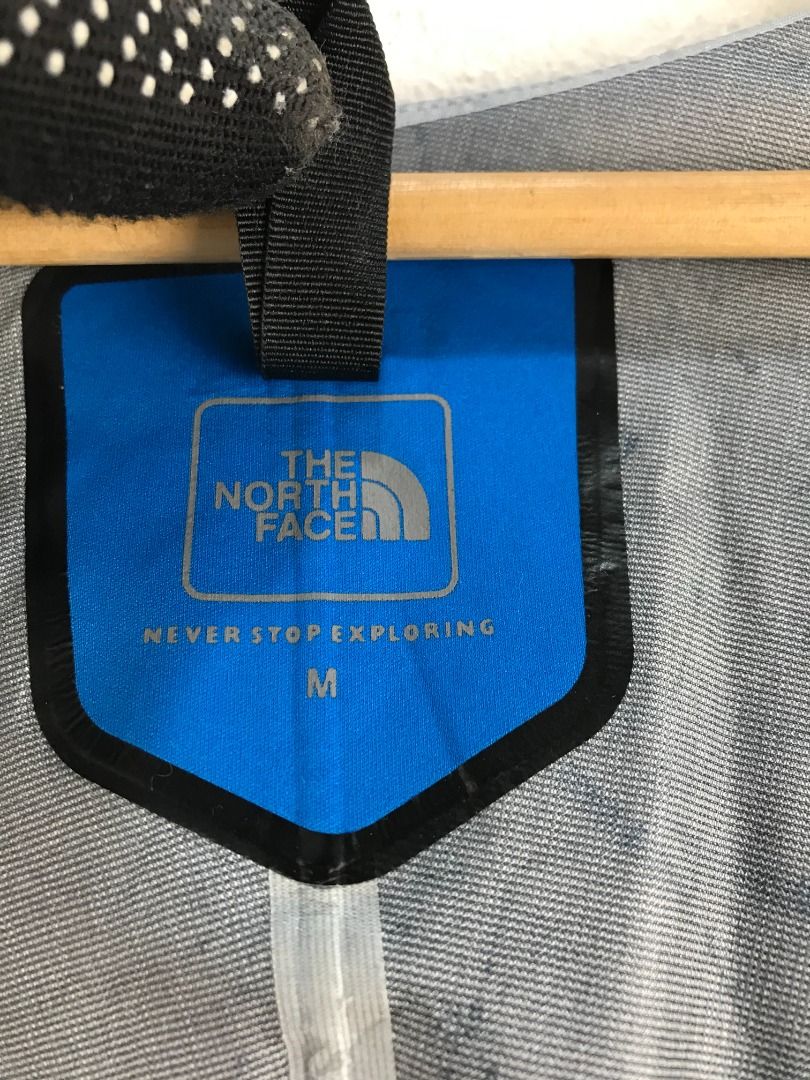 THE
NORTH
FACE
NEVER STOP EXPLORING
M